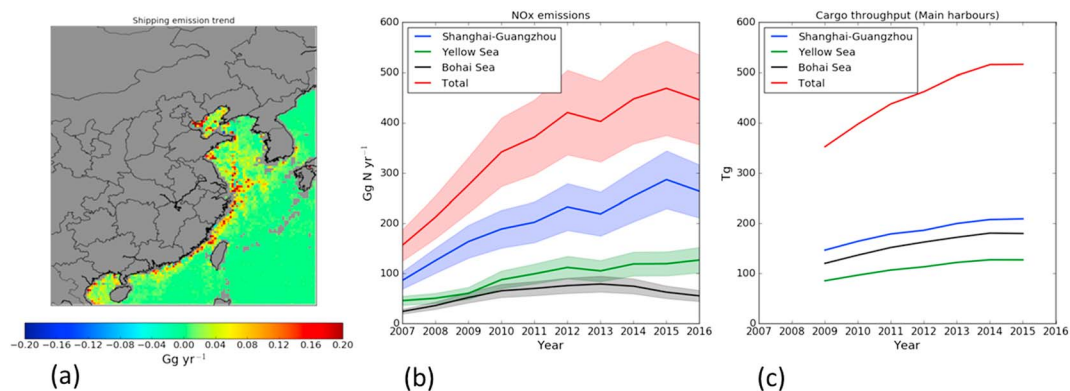 Shipping emission trend
−0.20 −0.16 −0.12 −0.08 −0.04 0.00 0.04 0.08 0.12 0.16 0.20
Gg yr⁻¹
(a)
NOx emissions
Shanghai-Guangzhou
Yellow Sea
Bohai Sea
Total
600
500
400
300
200
100
0
Gg N yr⁻¹
2007 2008 2009 2010 2011 2012 2013 2014 2015 2016
Year
(b)
Cargo throughput (Main harbours)
Shanghai-Guangzhou
Yellow Sea
Bohai Sea
Total
600
500
400
300
200
100
0
Tg
2007 2008 2009 2010 2011 2012 2013 2014 2015 2016
Year
(c)